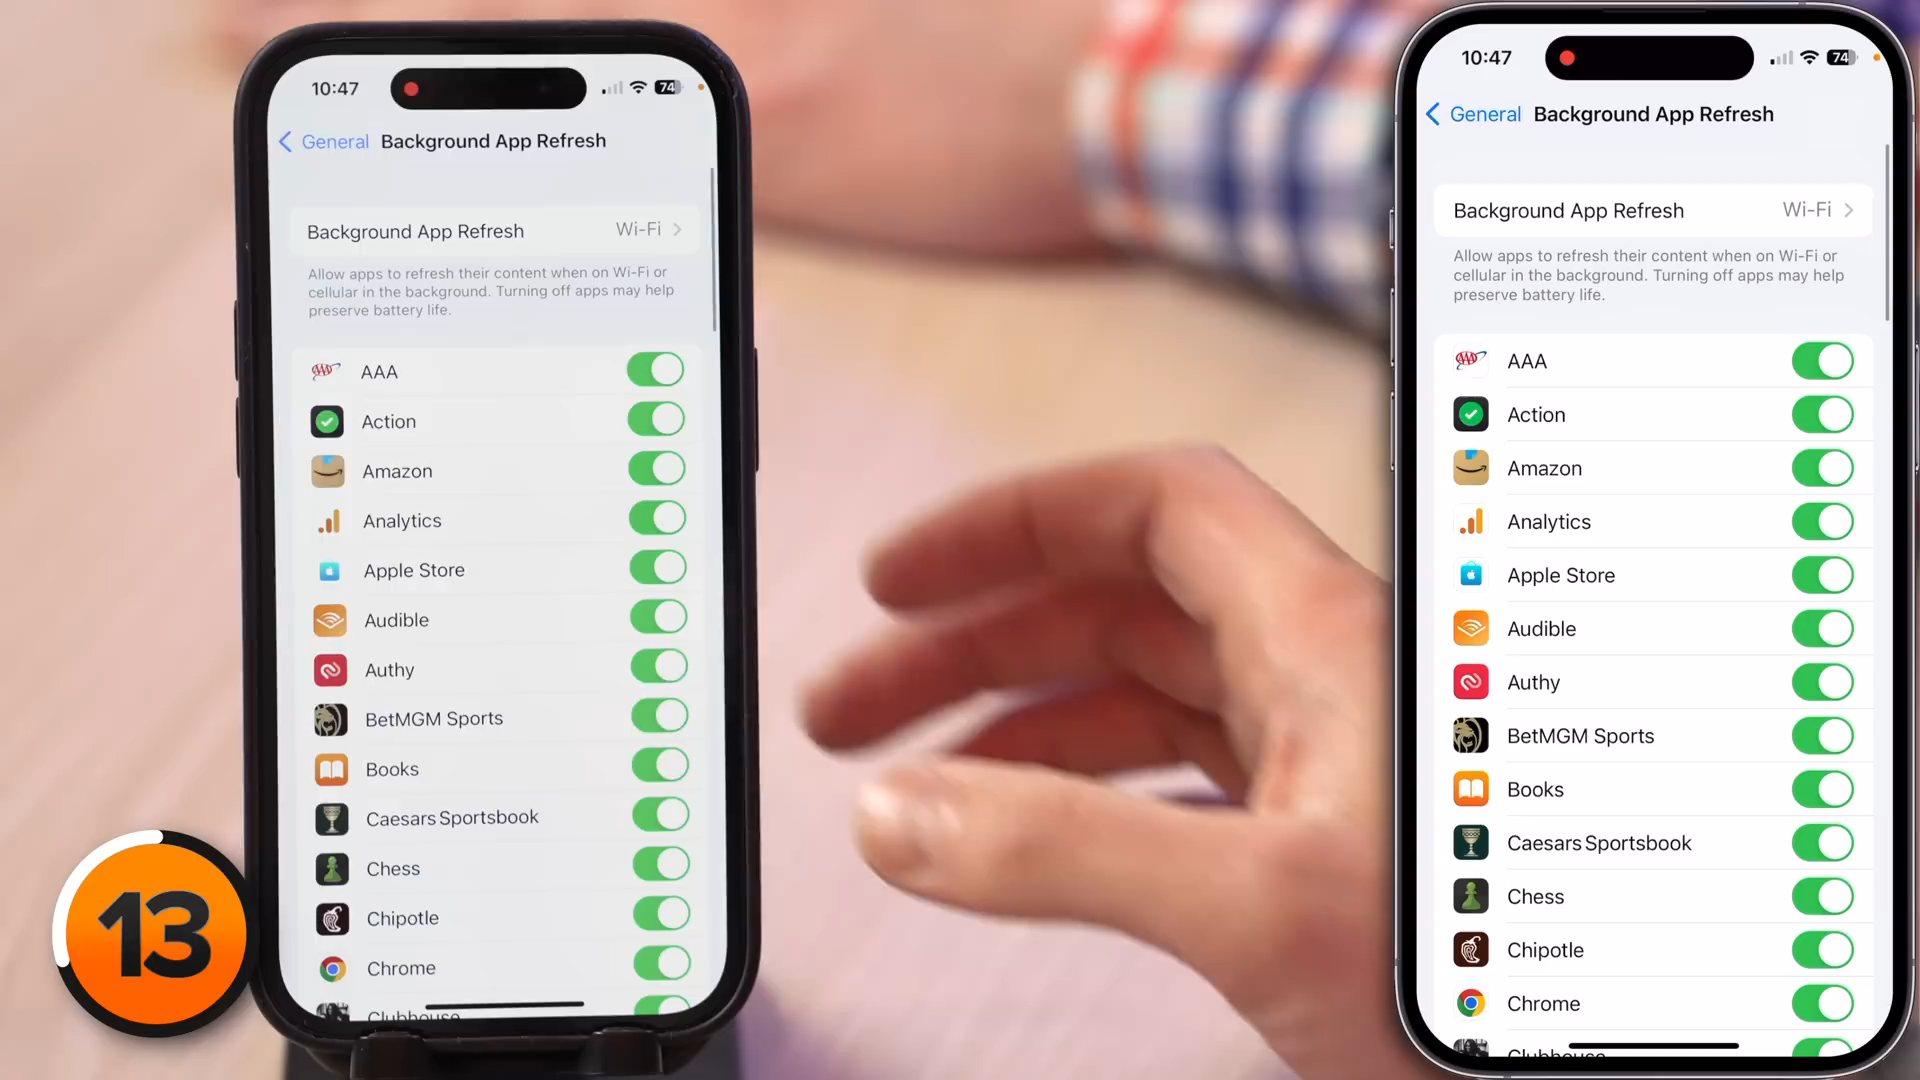 10:47
74
General
Background App Refresh
Background App Refresh
Wi-Fi
Allow apps to refresh their content when on Wi-Fi or
cellular in the background. Turning off apps may help
preserve battery life.
AAA
Action
Amazon
Analytics
Apple Store
Audible
Authy
BetMGM Sports
Books
Caesars Sportsbook
Chess
Chipotle
Chrome
Clubhouse
13
10:47
74
General
Background App Refresh
Background App Refresh
Wi-Fi
Allow apps to refresh their content when on Wi-Fi or
cellular in the background. Turning off apps may help
preserve battery life.
AAA
Action
Amazon
Analytics
Apple Store
Audible
Authy
BetMGM Sports
Books
Caesars Sportsbook
Chess
Chipotle
Chrome
Clubhouse